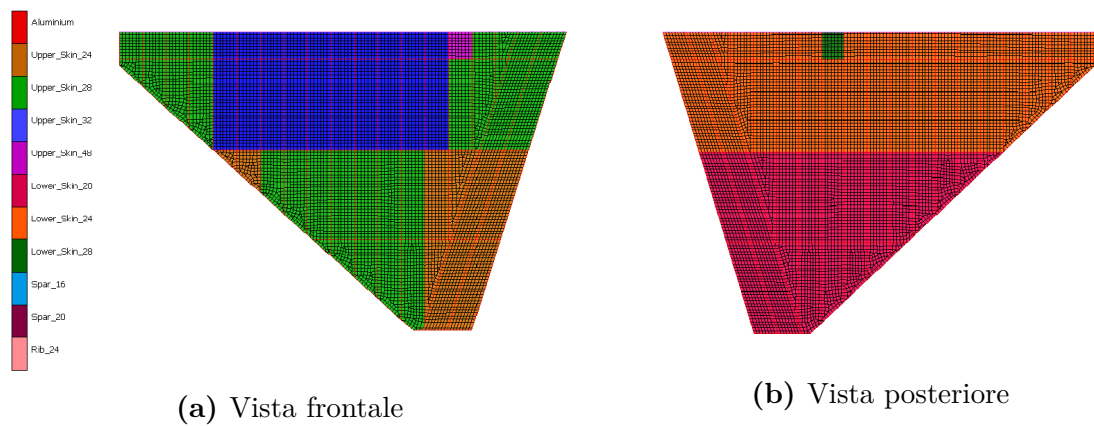 Aluminium
Upper_Skin_24
Upper_Skin_28
Upper_Skin_32
Upper_Skin_48
Lower_Skin_20
Lower_Skin_24
Lower_Skin_28
Spar_16
Spar_20
Rib_24
(a) Vista frontale
(b) Vista posteriore